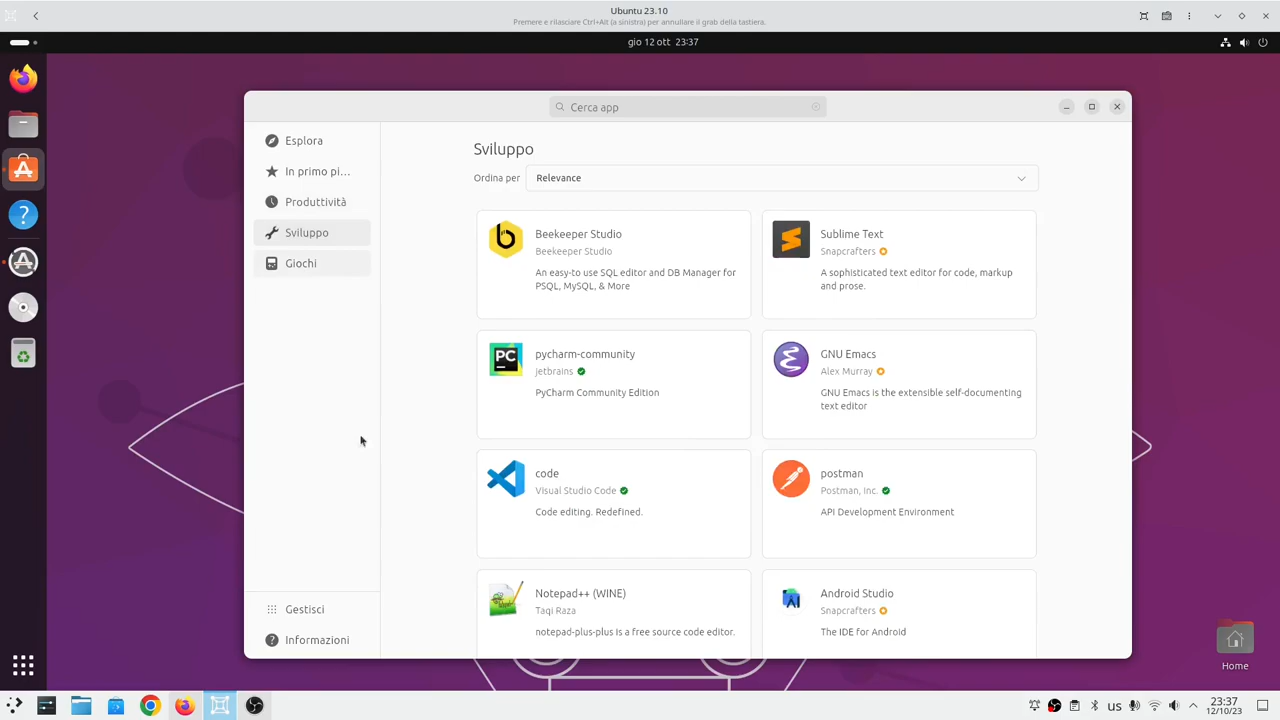 Ubuntu 23.10
Premere e rilasciare Ctrl+Alt (a sinistra) per annullare il grab della tastiera.
gio 12 ott 23:37
Cerca app
Esplora
In primo pi...
Produttività
Sviluppo
Giochi
Gestisci
Informazioni
Sviluppo
Ordina per Relevance
Beekeeper Studio
Beekeeper Studio
An easy-to use SQL editor and DB Manager for
PSQL, MySQL, & More
Sublime Text
Snapcrafters
A sophisticated text editor for code, markup
and prose.
PC
pycharm-community
jetbrains
PyCharm Community Edition
GNU Emacs
Alex Murray
GNU Emacs is the extensible self-documenting
text editor
code
Visual Studio Code
Code editing. Redefined.
postman
Postman, Inc.
API Development Environment
Notepad++ (WINE)
Taqi Raza
notepad-plus-plus is a free source code editor.
Android Studio
Snapcrafters
The IDE for Android
Home
us
23:37
12/10/23